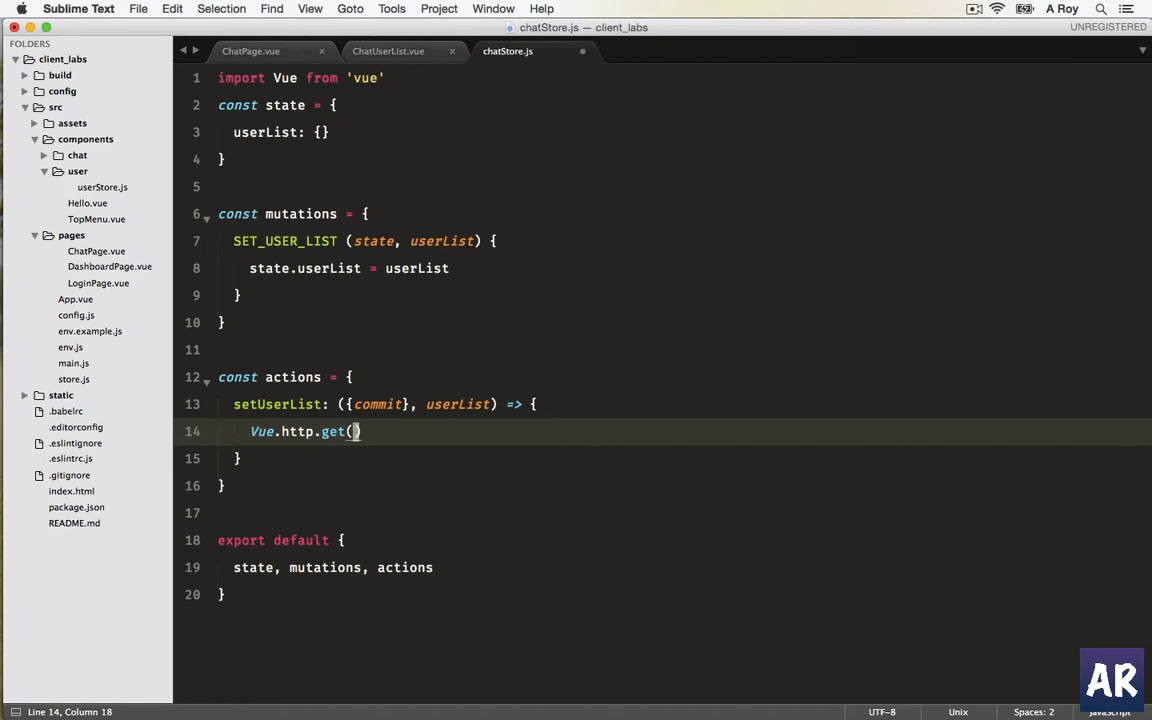 Sublime Text File Edit Selection Find View Goto Tools Project Window Help A Roy
chatStore.js — client_labs
UNREGISTERED
FOLDERS
client_labs
build
config
src
assets
components
chat
user
userStore.js
Hello.vue
TopMenu.vue
pages
ChatPage.vue
DashboardPage.vue
LoginPage.vue
App.vue
config.js
env.example.js
env.js
main.js
store.js
static
.babelrc
.editorconfig
.eslintignore
.eslintrc.js
.gitignore
index.html
package.json
README.md
ChatPage.vue × ChatUserList.vue × chatStore.js
1 import Vue from 'vue'
2 const state = {
3 userList: {}
4 }
5
6 const mutations = {
7 SET_USER_LIST (state, userList) {
8 state.userList = userList
9 }
10 }
11
12 const actions = {
13 setUserList: ({commit}, userList) => {
14 Vue.http.get()
15 }
16 }
17
18 export default {
19 state, mutations, actions
20 }
AR
Line 14, Column 18 UTF-8 Unix Spaces: 2 JavaScript